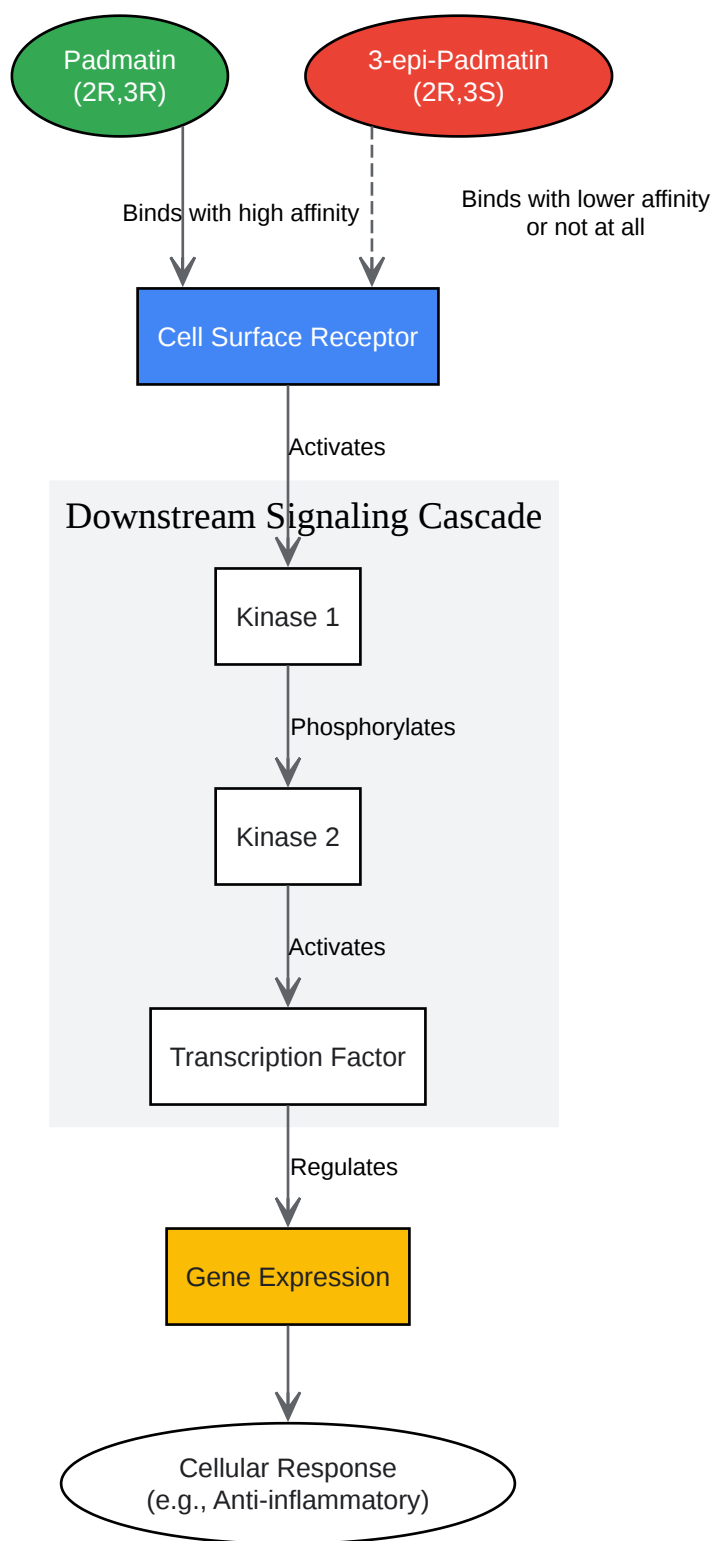 Padmatin
(2R,3R)
3-epi-Padmatin
(2R,3S)
Binds with high affinity
Binds with lower affinity
or not at all
Cell Surface Receptor
Activates
Downstream Signaling Cascade
Kinase 1
Phosphorylates
Kinase 2
Activates
Transcription Factor
Regulates
Gene Expression
Cellular Response
(e.g., Anti-inflammatory)